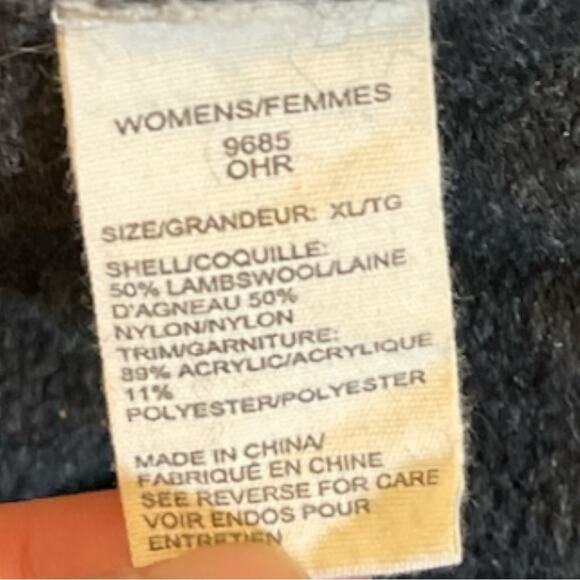 WOMENS/FEMMES
9685
OHR
SIZE/GRANDEUR: XL/TG
SHELL/COQUILLE:
50% LAMBSWOOL/LAINE
D'AGNEAU 50%
NYLON/NYLON
TRIM/GARNITURE:
89% ACRYLIC/ACRYLIQUE
11%
POLYESTER/POLYESTER
MADE IN CHINA/
FABRIQUÉ EN CHINE
SEE REVERSE FOR CARE
VOIR ENDOS POUR
ENTRETIEN